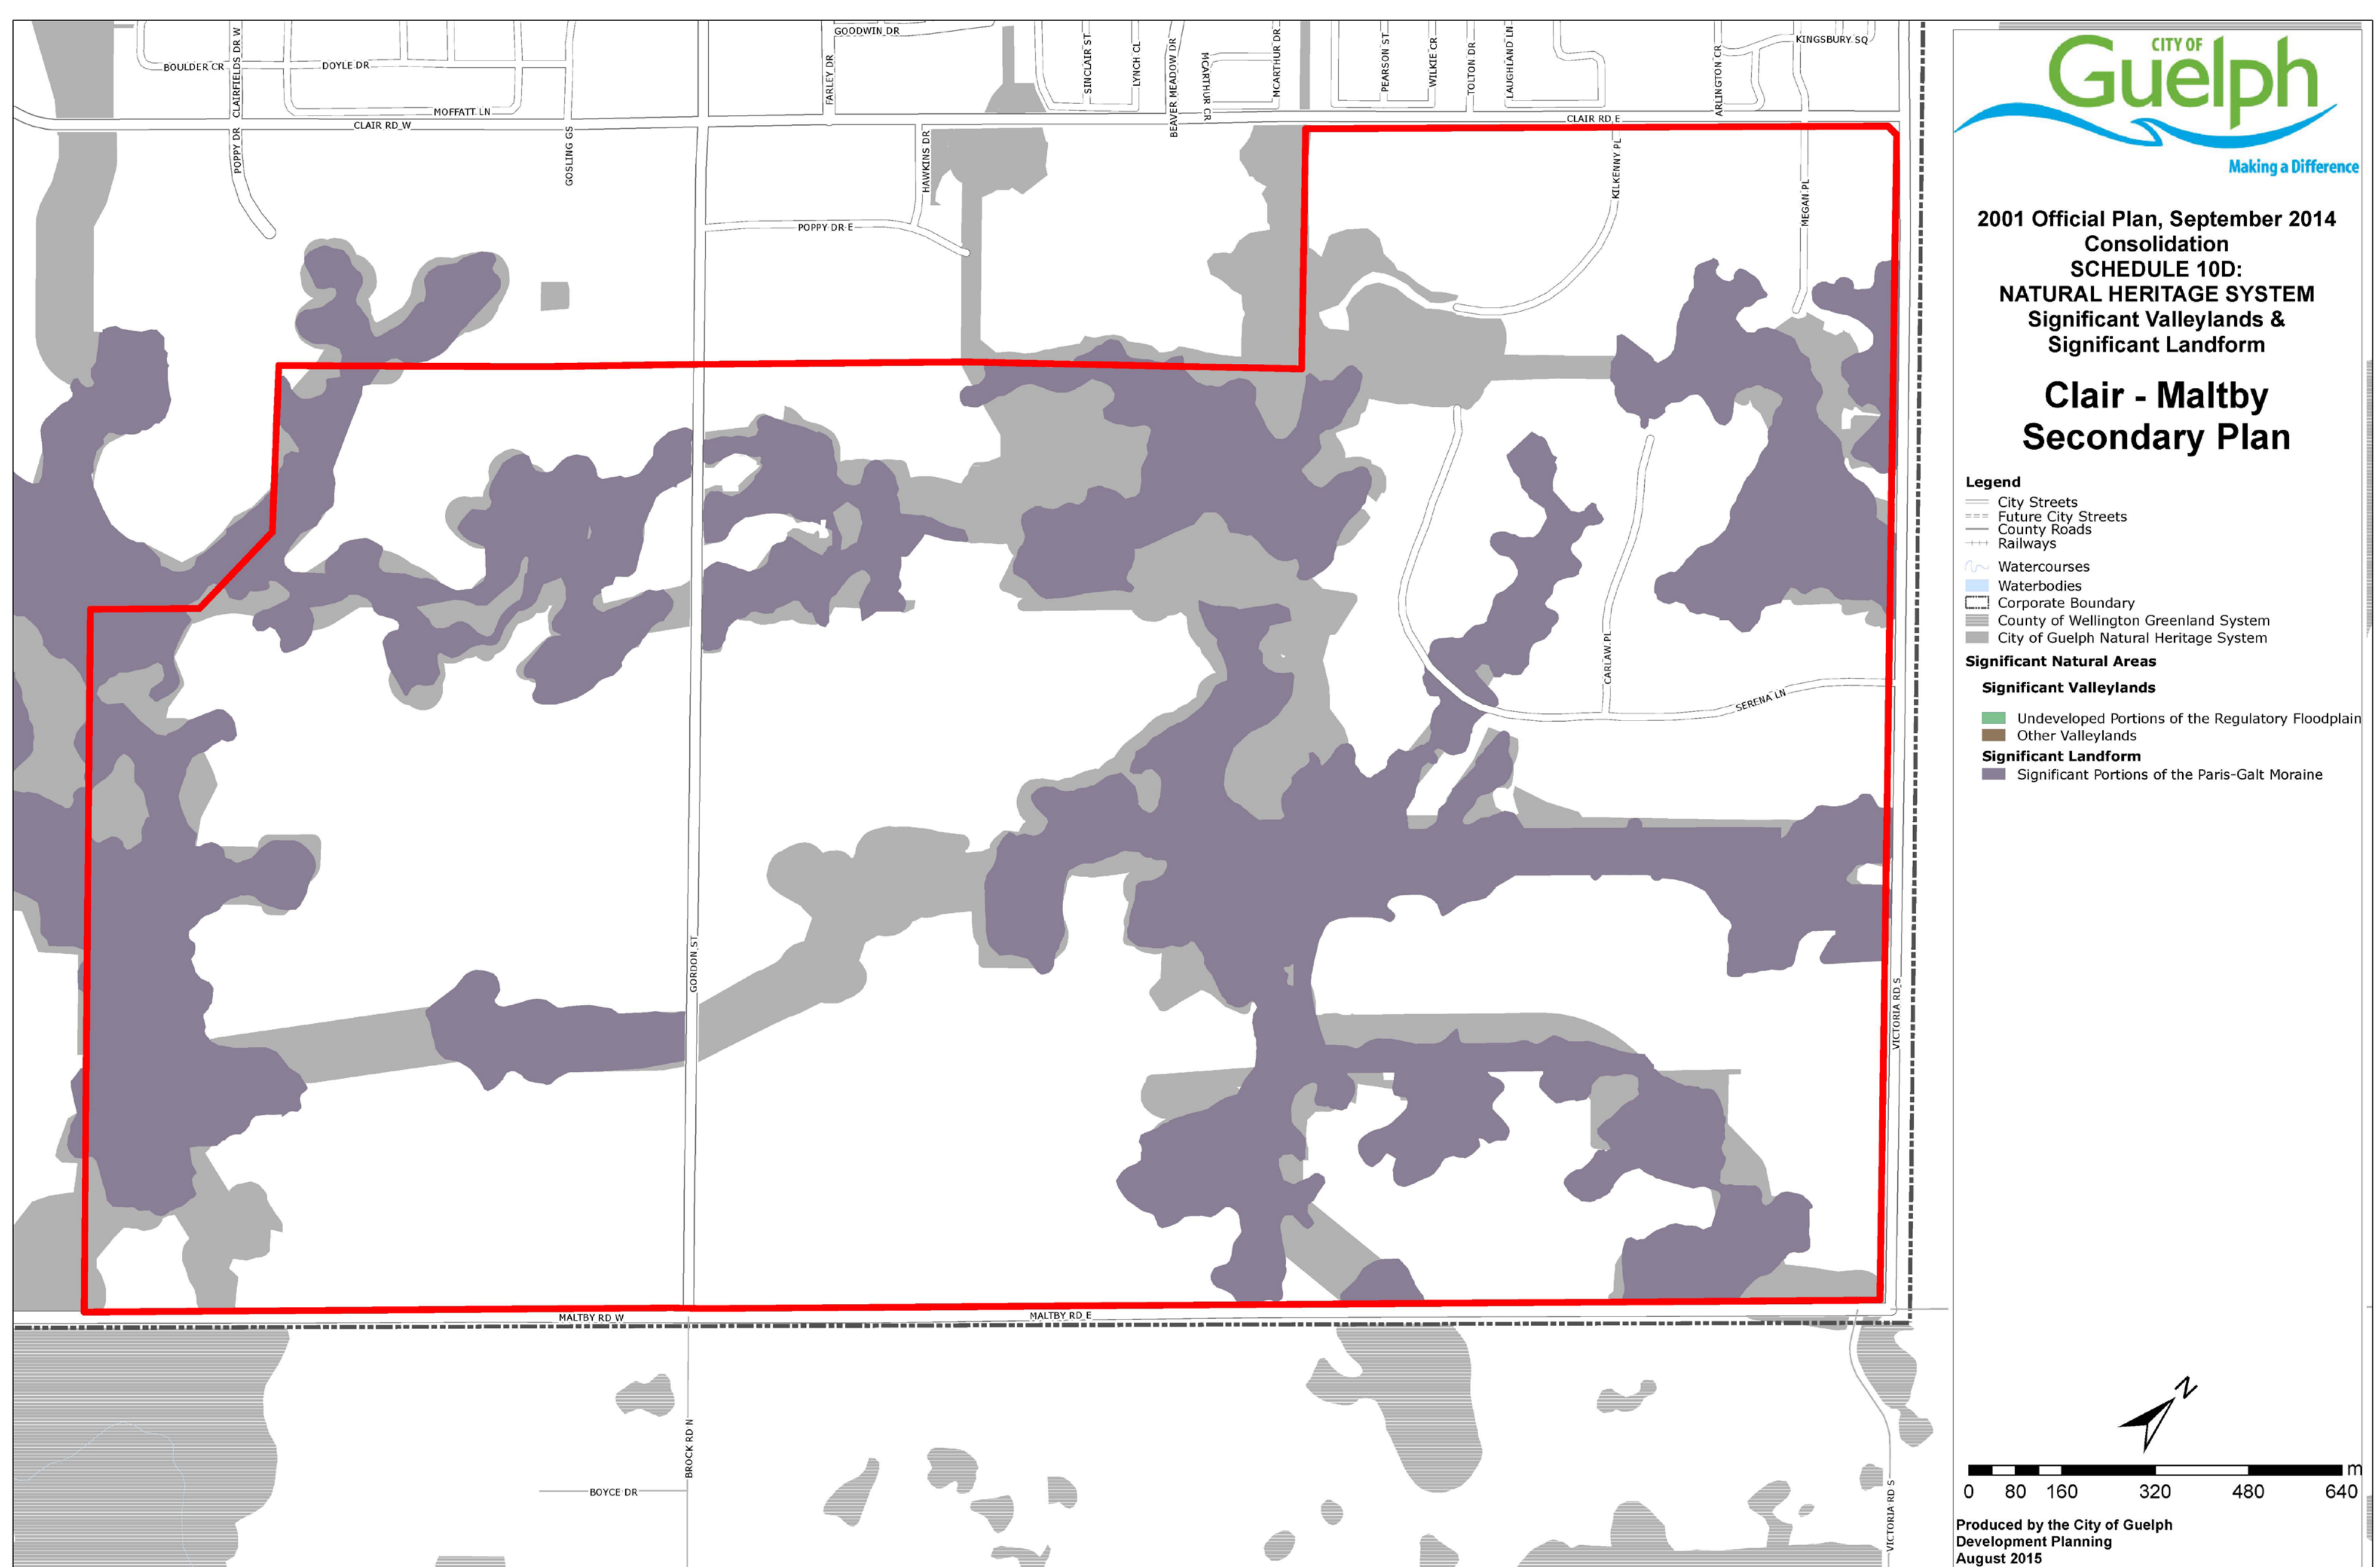 GOODWIN DR
BOULDER CR
CLAIRFIELDS DR W
DOYLE DR
MOFFATT LN
FARLEY DR
SINCLAIR ST
LYNCH CL
BEAVER MEADOW DR
MCARTHUR CR
MCARTHUR DR
PEARSON ST
WILKIE CR
TOLTON DR
LAUGHLAND LN
ARLINGTON CR
KINGSBURY SQ
CLAIR RD W
CLAIR RD E
POPPY DR
GOSLING GS
HAWKINS DR
POPPY DR E
KILKENNY PL
MEGAN PL
CARLAW PL
SERENA LN
GORDON ST
VICTORIA RD S
MALTBY RD W
MALTBY RD E
BROCK RD N
BOYCE DR
VICTORIA RD S
CITY OF
Guelph
Making a Difference
2001 Official Plan, September 2014
Consolidation
SCHEDULE 10D:
NATURAL HERITAGE SYSTEM
Significant Valleylands &
Significant Landform
Clair - Maltby
Secondary Plan
Legend
City Streets
Future City Streets
County Roads
Railways
Watercourses
Waterbodies
Corporate Boundary
County of Wellington Greenland System
City of Guelph Natural Heritage System
Significant Natural Areas
Significant Valleylands
Undeveloped Portions of the Regulatory Floodplain
Other Valleylands
Significant Landform
Significant Portions of the Paris-Galt Moraine
N
m
0 80 160 320 480 640
Produced by the City of Guelph
Development Planning
August 2015